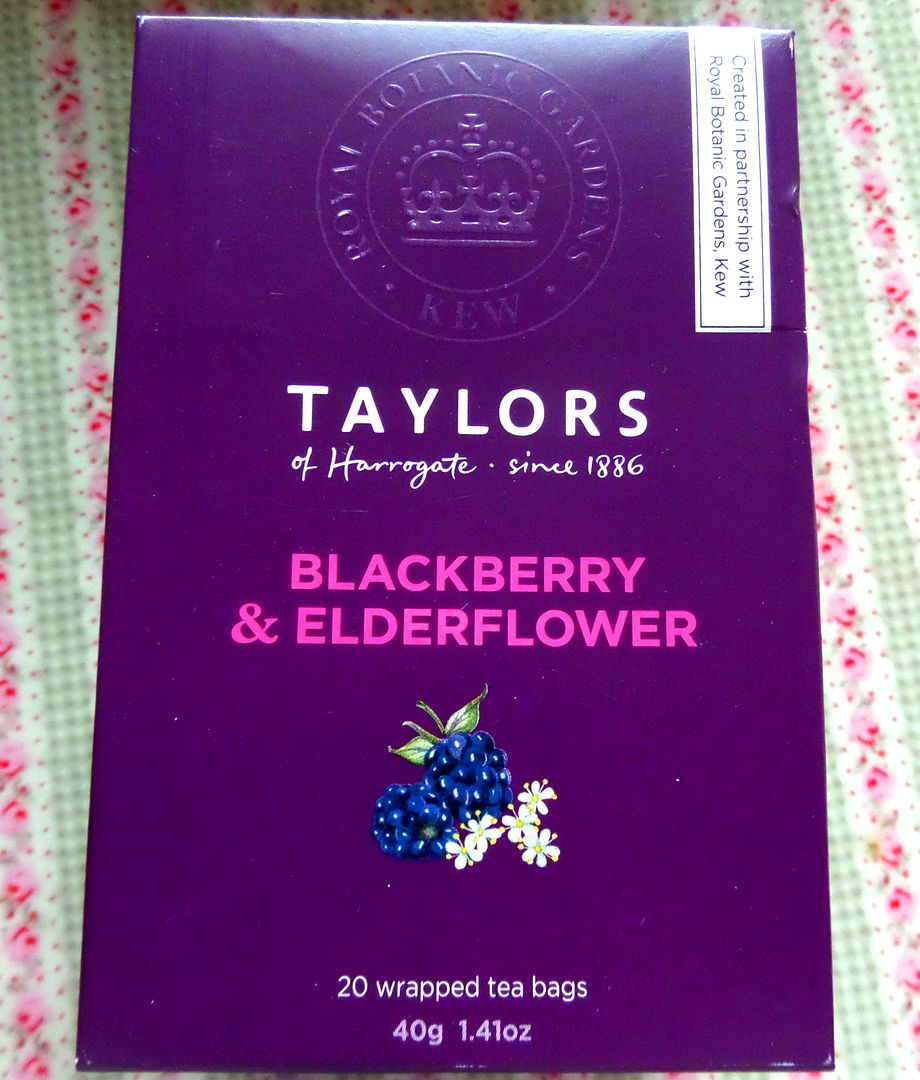 ROYAL BOTANIC GARDENS
• KEW •
Created in partnership with
Royal Botanic Gardens, Kew
TAYLORS
of Harrogate · since 1886
BLACKBERRY
& ELDERFLOWER
20 wrapped tea bags
40g 1.41oz